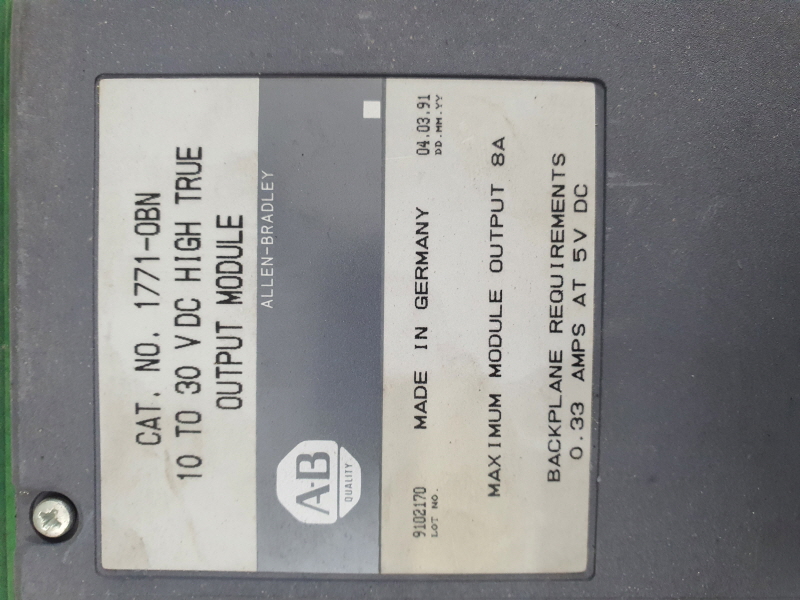 CAT. NO. 1771-OBN
10 TO 30 V DC HIGH TRUE
OUTPUT MODULE
ALLEN-BRADLEY
A-B
QUALITY
9102170 MADE IN GERMANY 04.03.91
LOT NO. DD.MM.YY
MAXIMUM MODULE OUTPUT 8A
BACKPLANE REQUIREMENTS
0.33 AMPS AT 5V DC